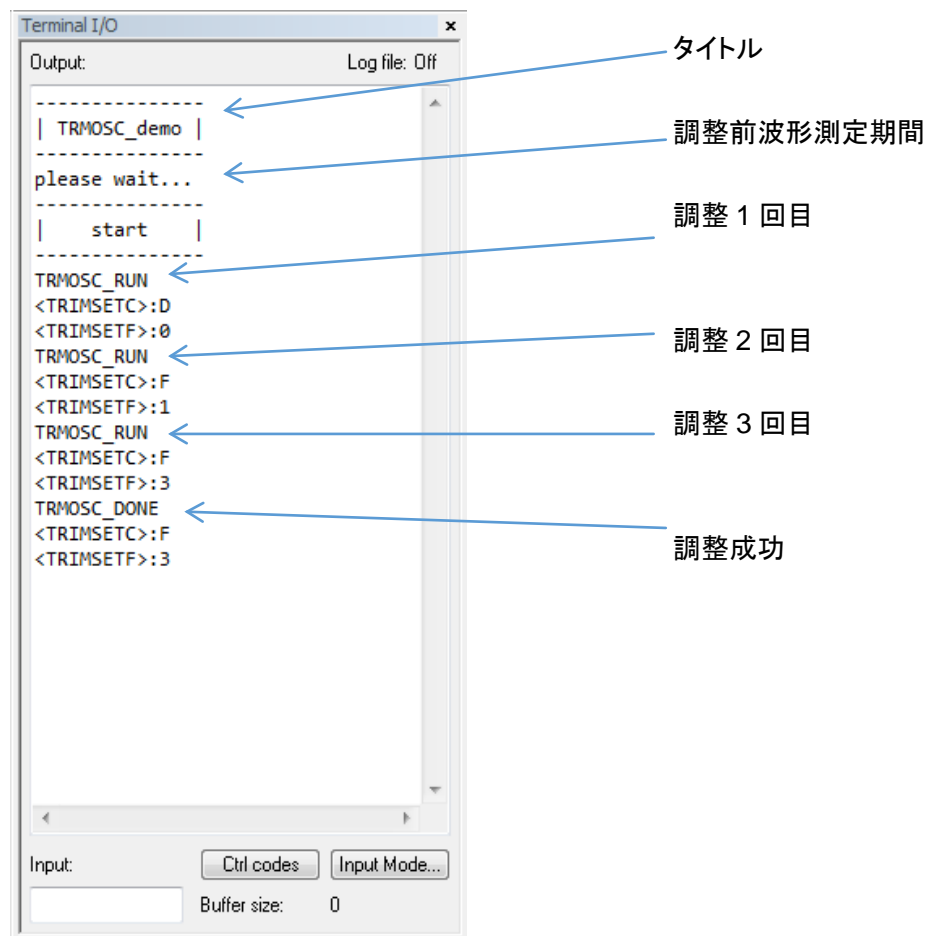 Terminal I/O x
Output: Log file: Off
---------------
| TRMOSC_demo |
---------------
please wait...
---------------
| start |
---------------
TRMOSC_RUN
<TRIMSETC>:D
<TRIMSETF>:0
TRMOSC_RUN
<TRIMSETC>:F
<TRIMSETF>:1
TRMOSC_RUN
<TRIMSETC>:F
<TRIMSETF>:3
TRMOSC_DONE
<TRIMSETC>:F
<TRIMSETF>:3
Input: Ctrl codes Input Mode...
Buffer size: 0
タイトル
調整前波形測定期間
調整 1 回目
調整 2 回目
調整 3 回目
調整成功